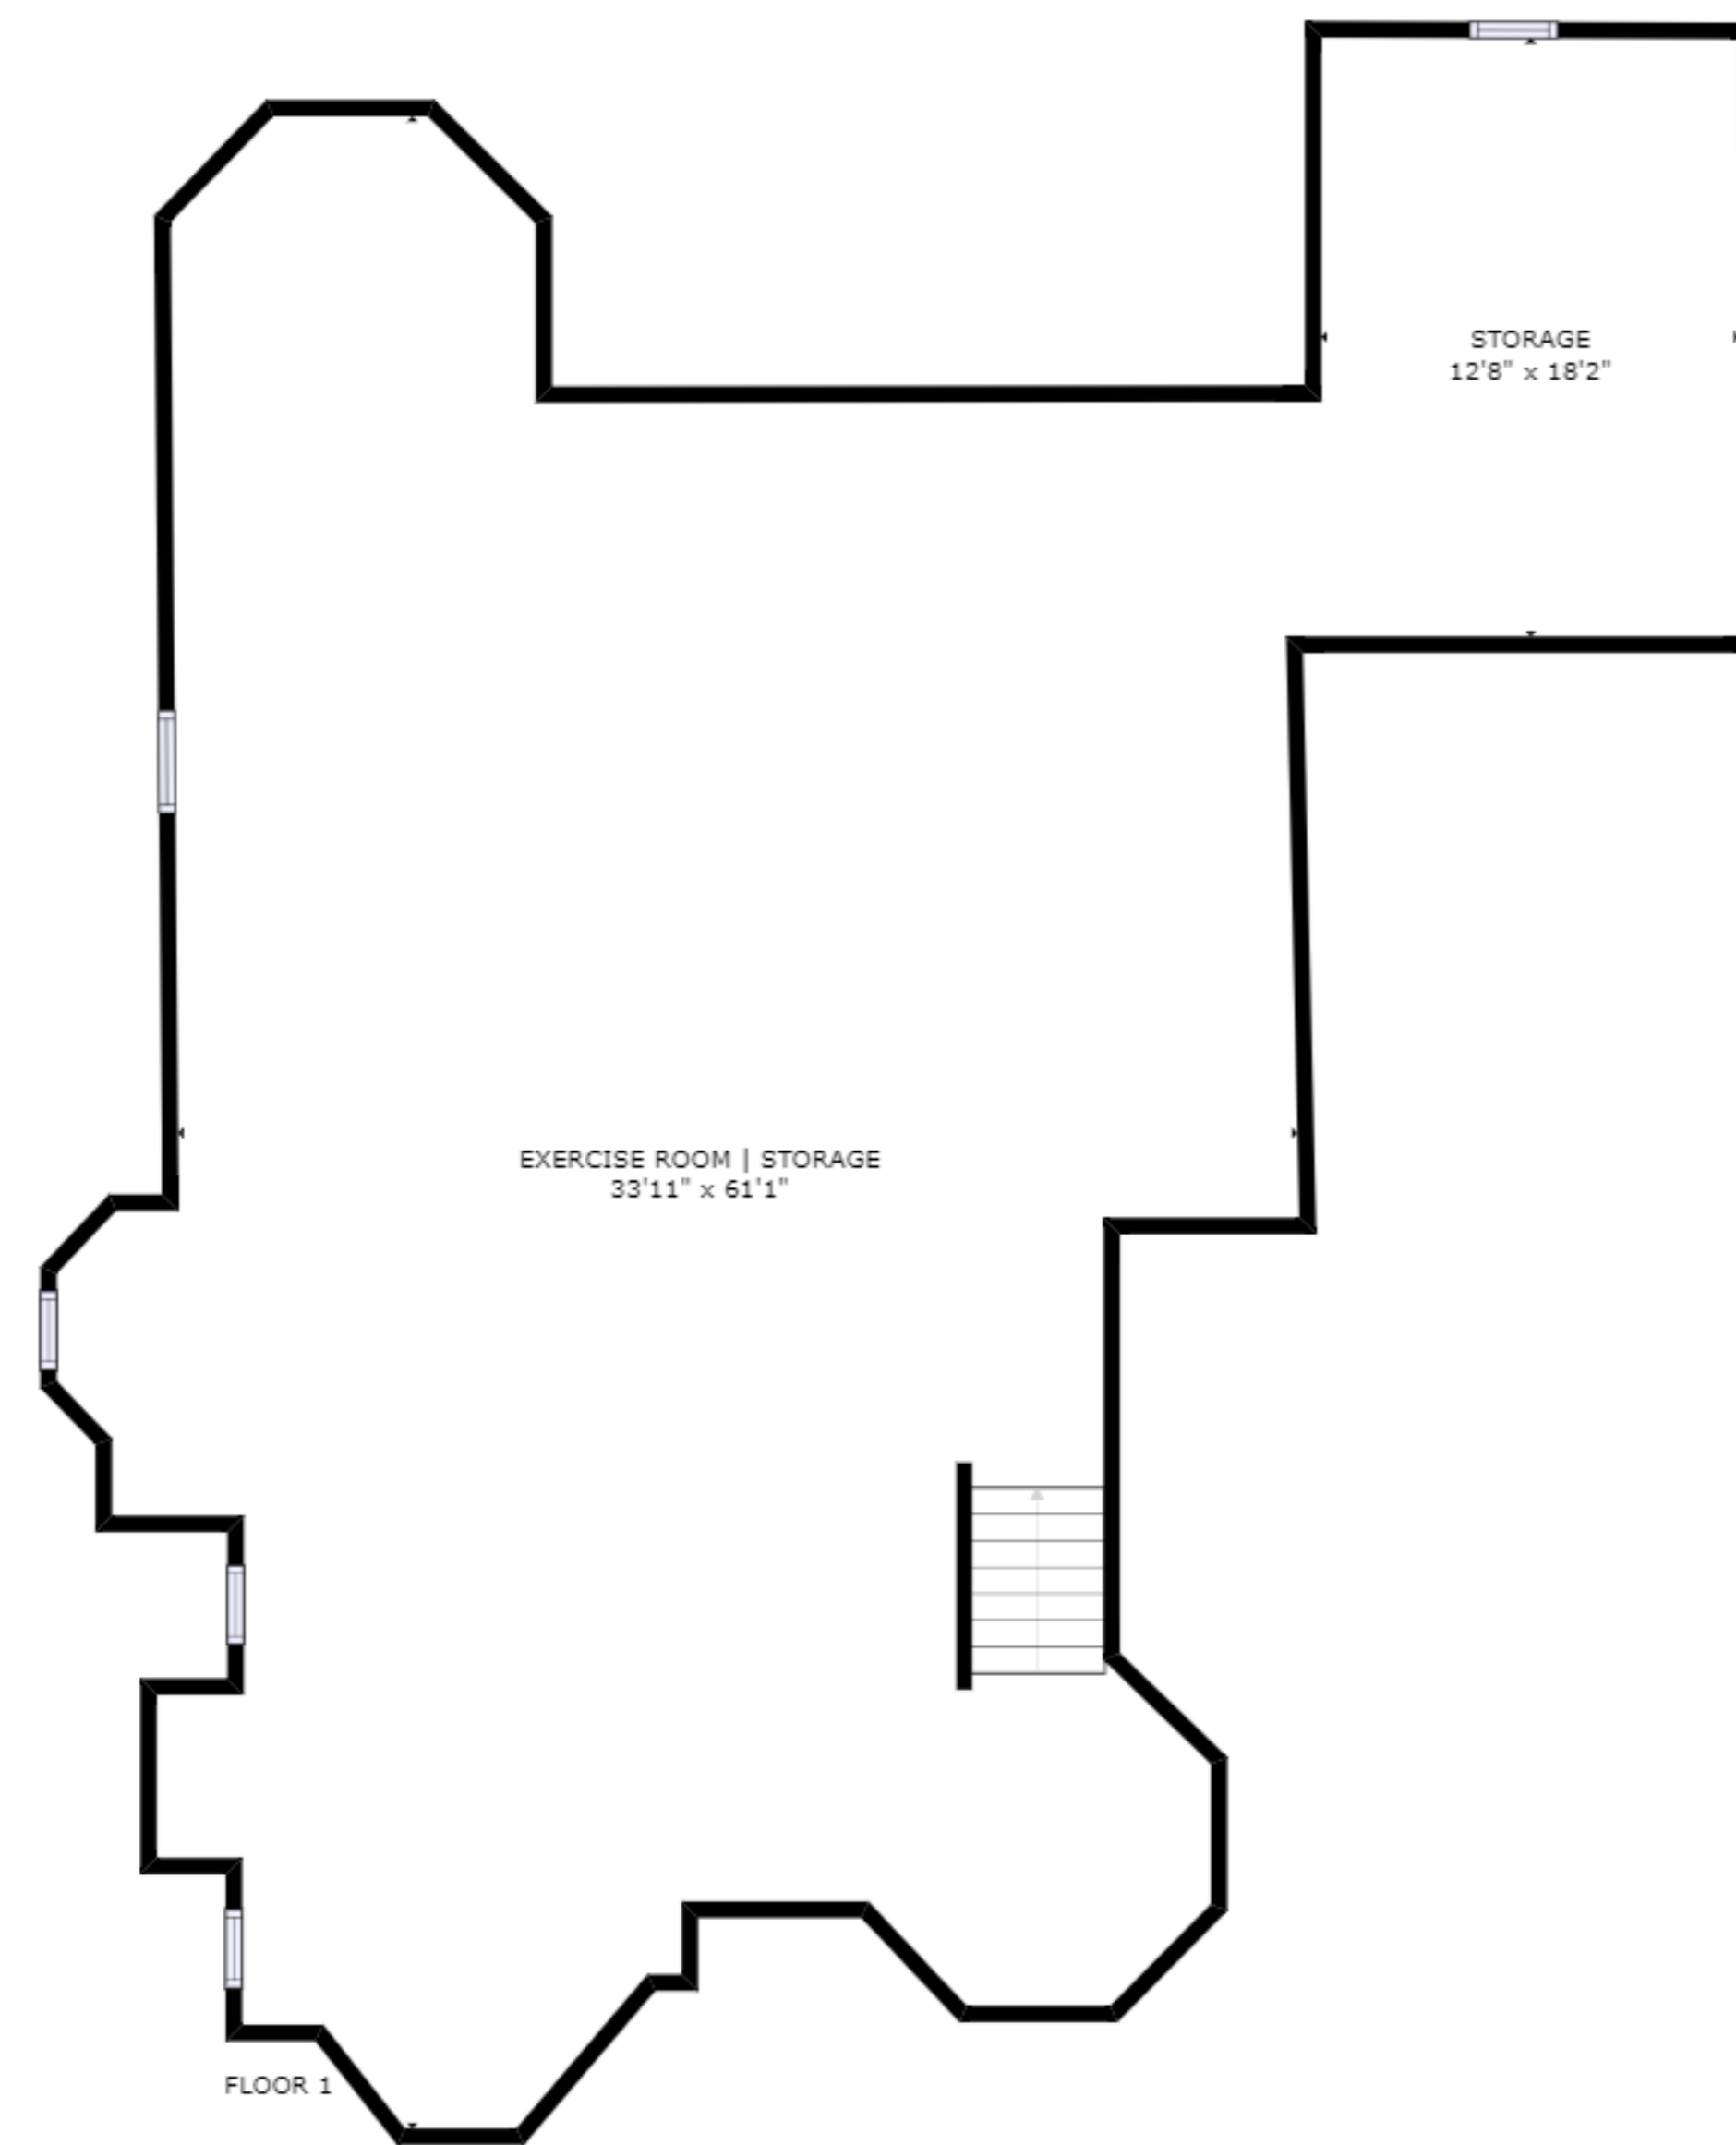 STORAGE
12'8" x 18'2"
EXERCISE ROOM | STORAGE
33'11" x 61'1"
FLOOR 1